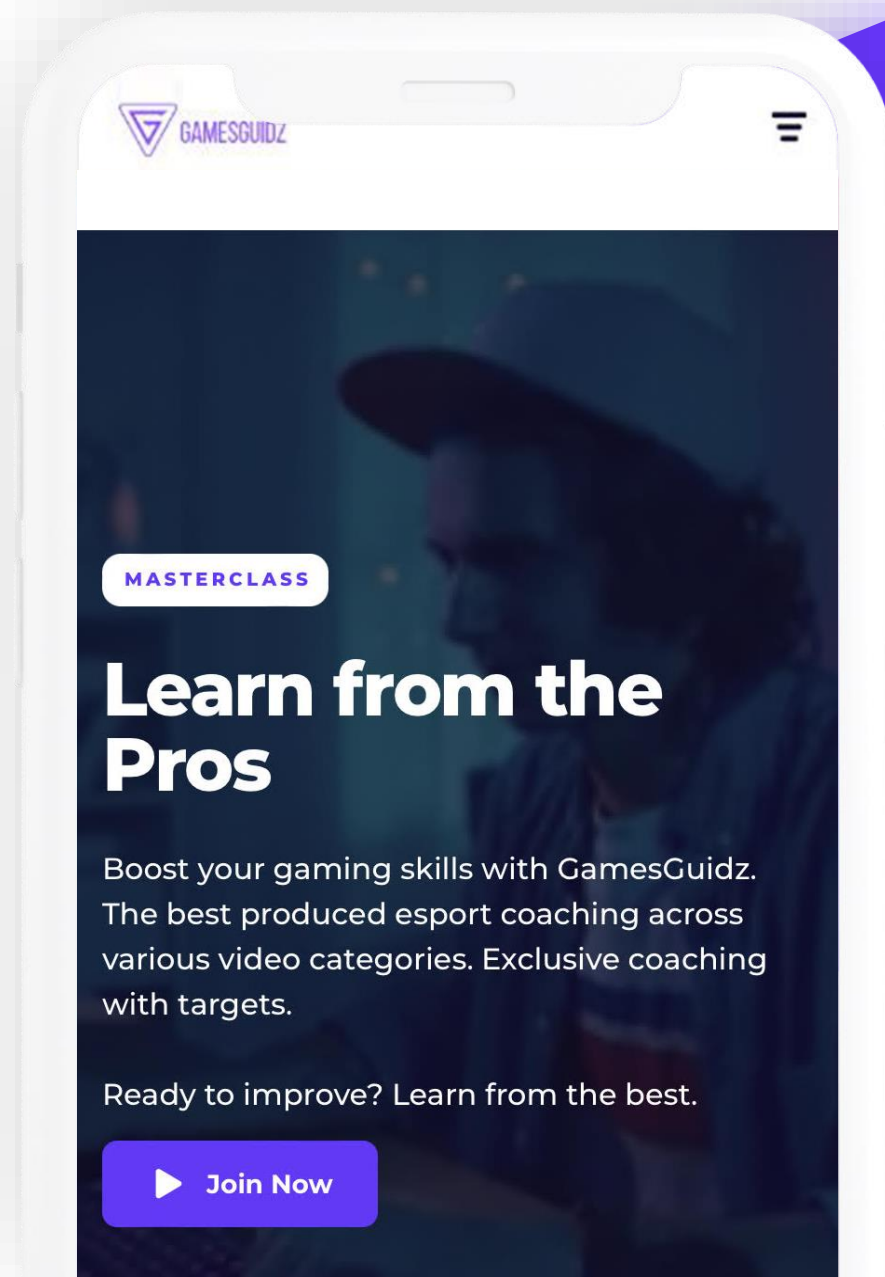 GAMESGUIDZ
MASTERCLASS
Learn from the
Pros
Boost your gaming skills with GamesGuidz.
The best produced esport coaching across
various video categories. Exclusive coaching
with targets.
Ready to improve? Learn from the best.
Join Now